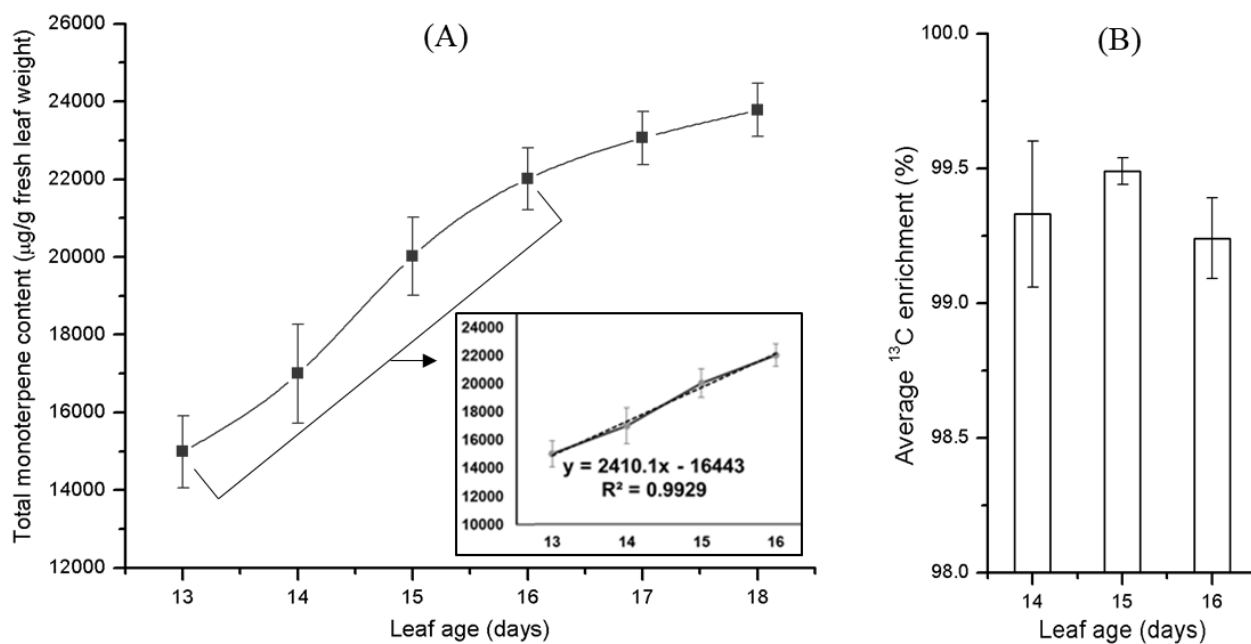 (A)
Total monoterpene content (µg/g fresh leaf weight)
26000
24000
22000
20000
18000
16000
14000
12000
13 14 15 16 17 18
Leaf age (days)
24000
22000
20000
18000
16000
14000
12000
10000
y = 2410.1x - 16443
R² = 0.9929
13 14 15 16
(B)
Average ¹³C enrichment (%)
100.0
99.5
99.0
98.5
98.0
14 15 16
Leaf age (days)